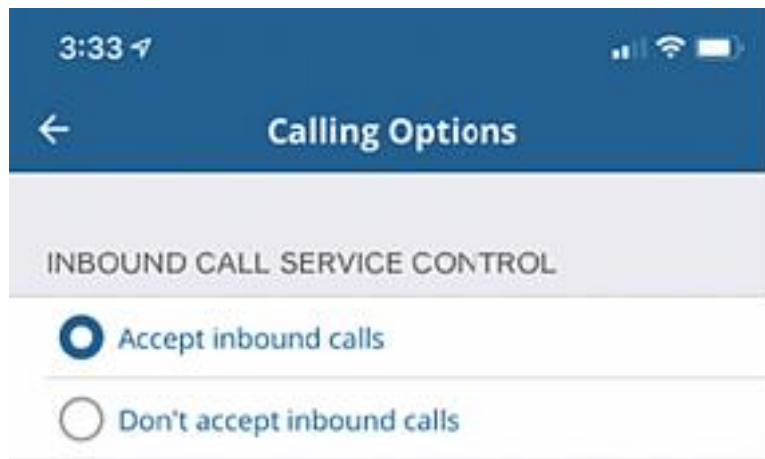 3:33
Calling Options
INBOUND CALL SERVICE CONTROL
Accept inbound calls
Don't accept inbound calls